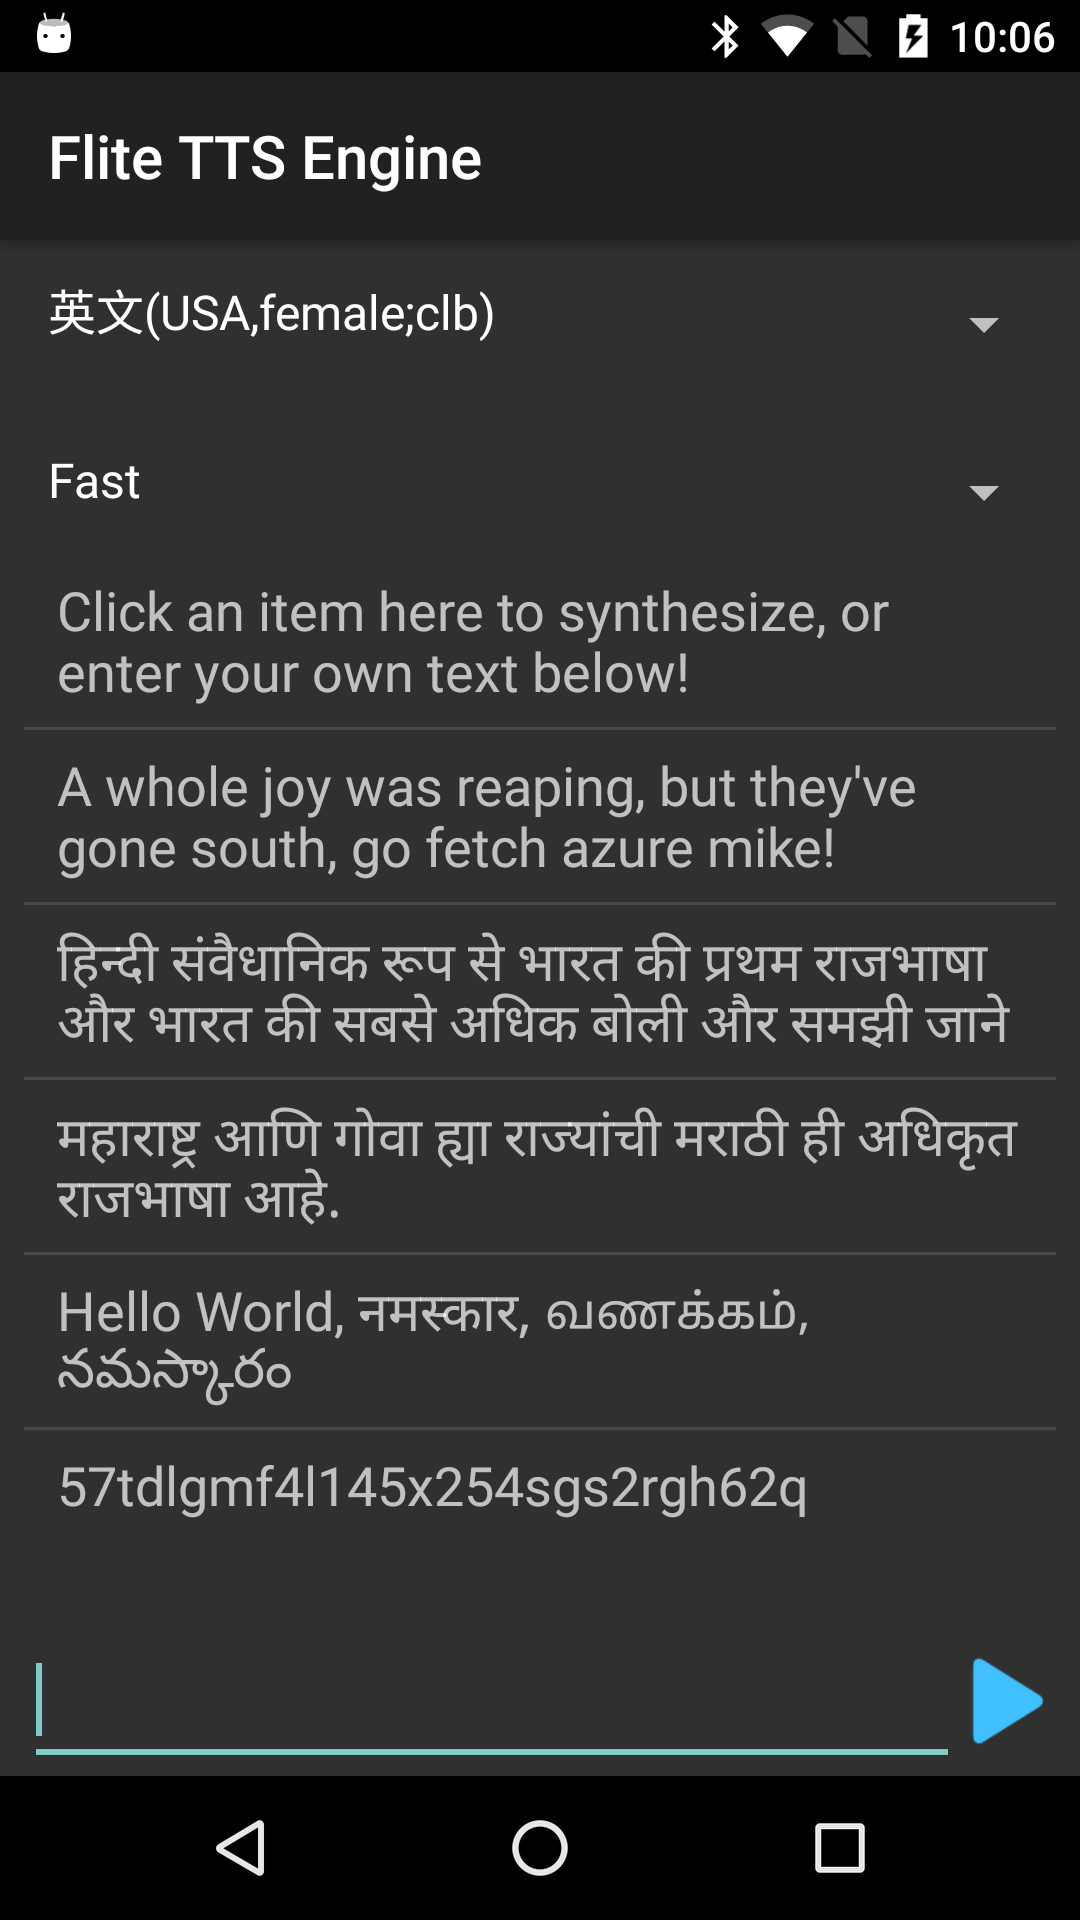 10:06
Flite TTS Engine
英文(USA,female;clb)
Fast
Click an item here to synthesize, or
enter your own text below!
A whole joy was reaping, but they've
gone south, go fetch azure mike!
हिन्दी संवैधानिक रूप से भारत की प्रथम राजभाषा
और भारत की सबसे अधिक बोली और समझी जाने
महाराष्ट्र आणि गोवा ह्या राज्यांची मराठी ही अधिकृत
राजभाषा आहे.
Hello World, नमस्कार, வணக்கம்,
నమస్కారం
57tdlgmf4l145x254sgs2rgh62q